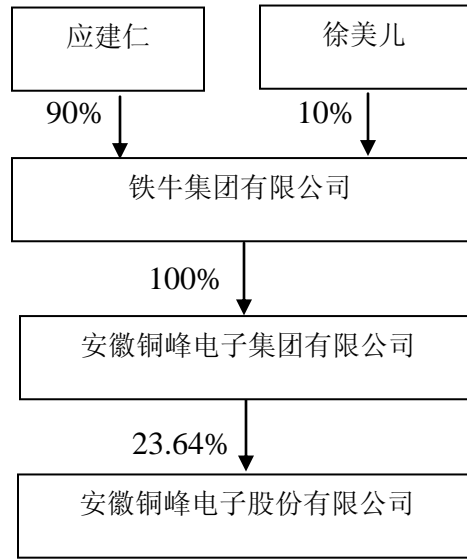 应建仁 徐美儿
90% 10%
铁牛集团有限公司
100%
安徽铜峰电子集团有限公司
23.64%
安徽铜峰电子股份有限公司